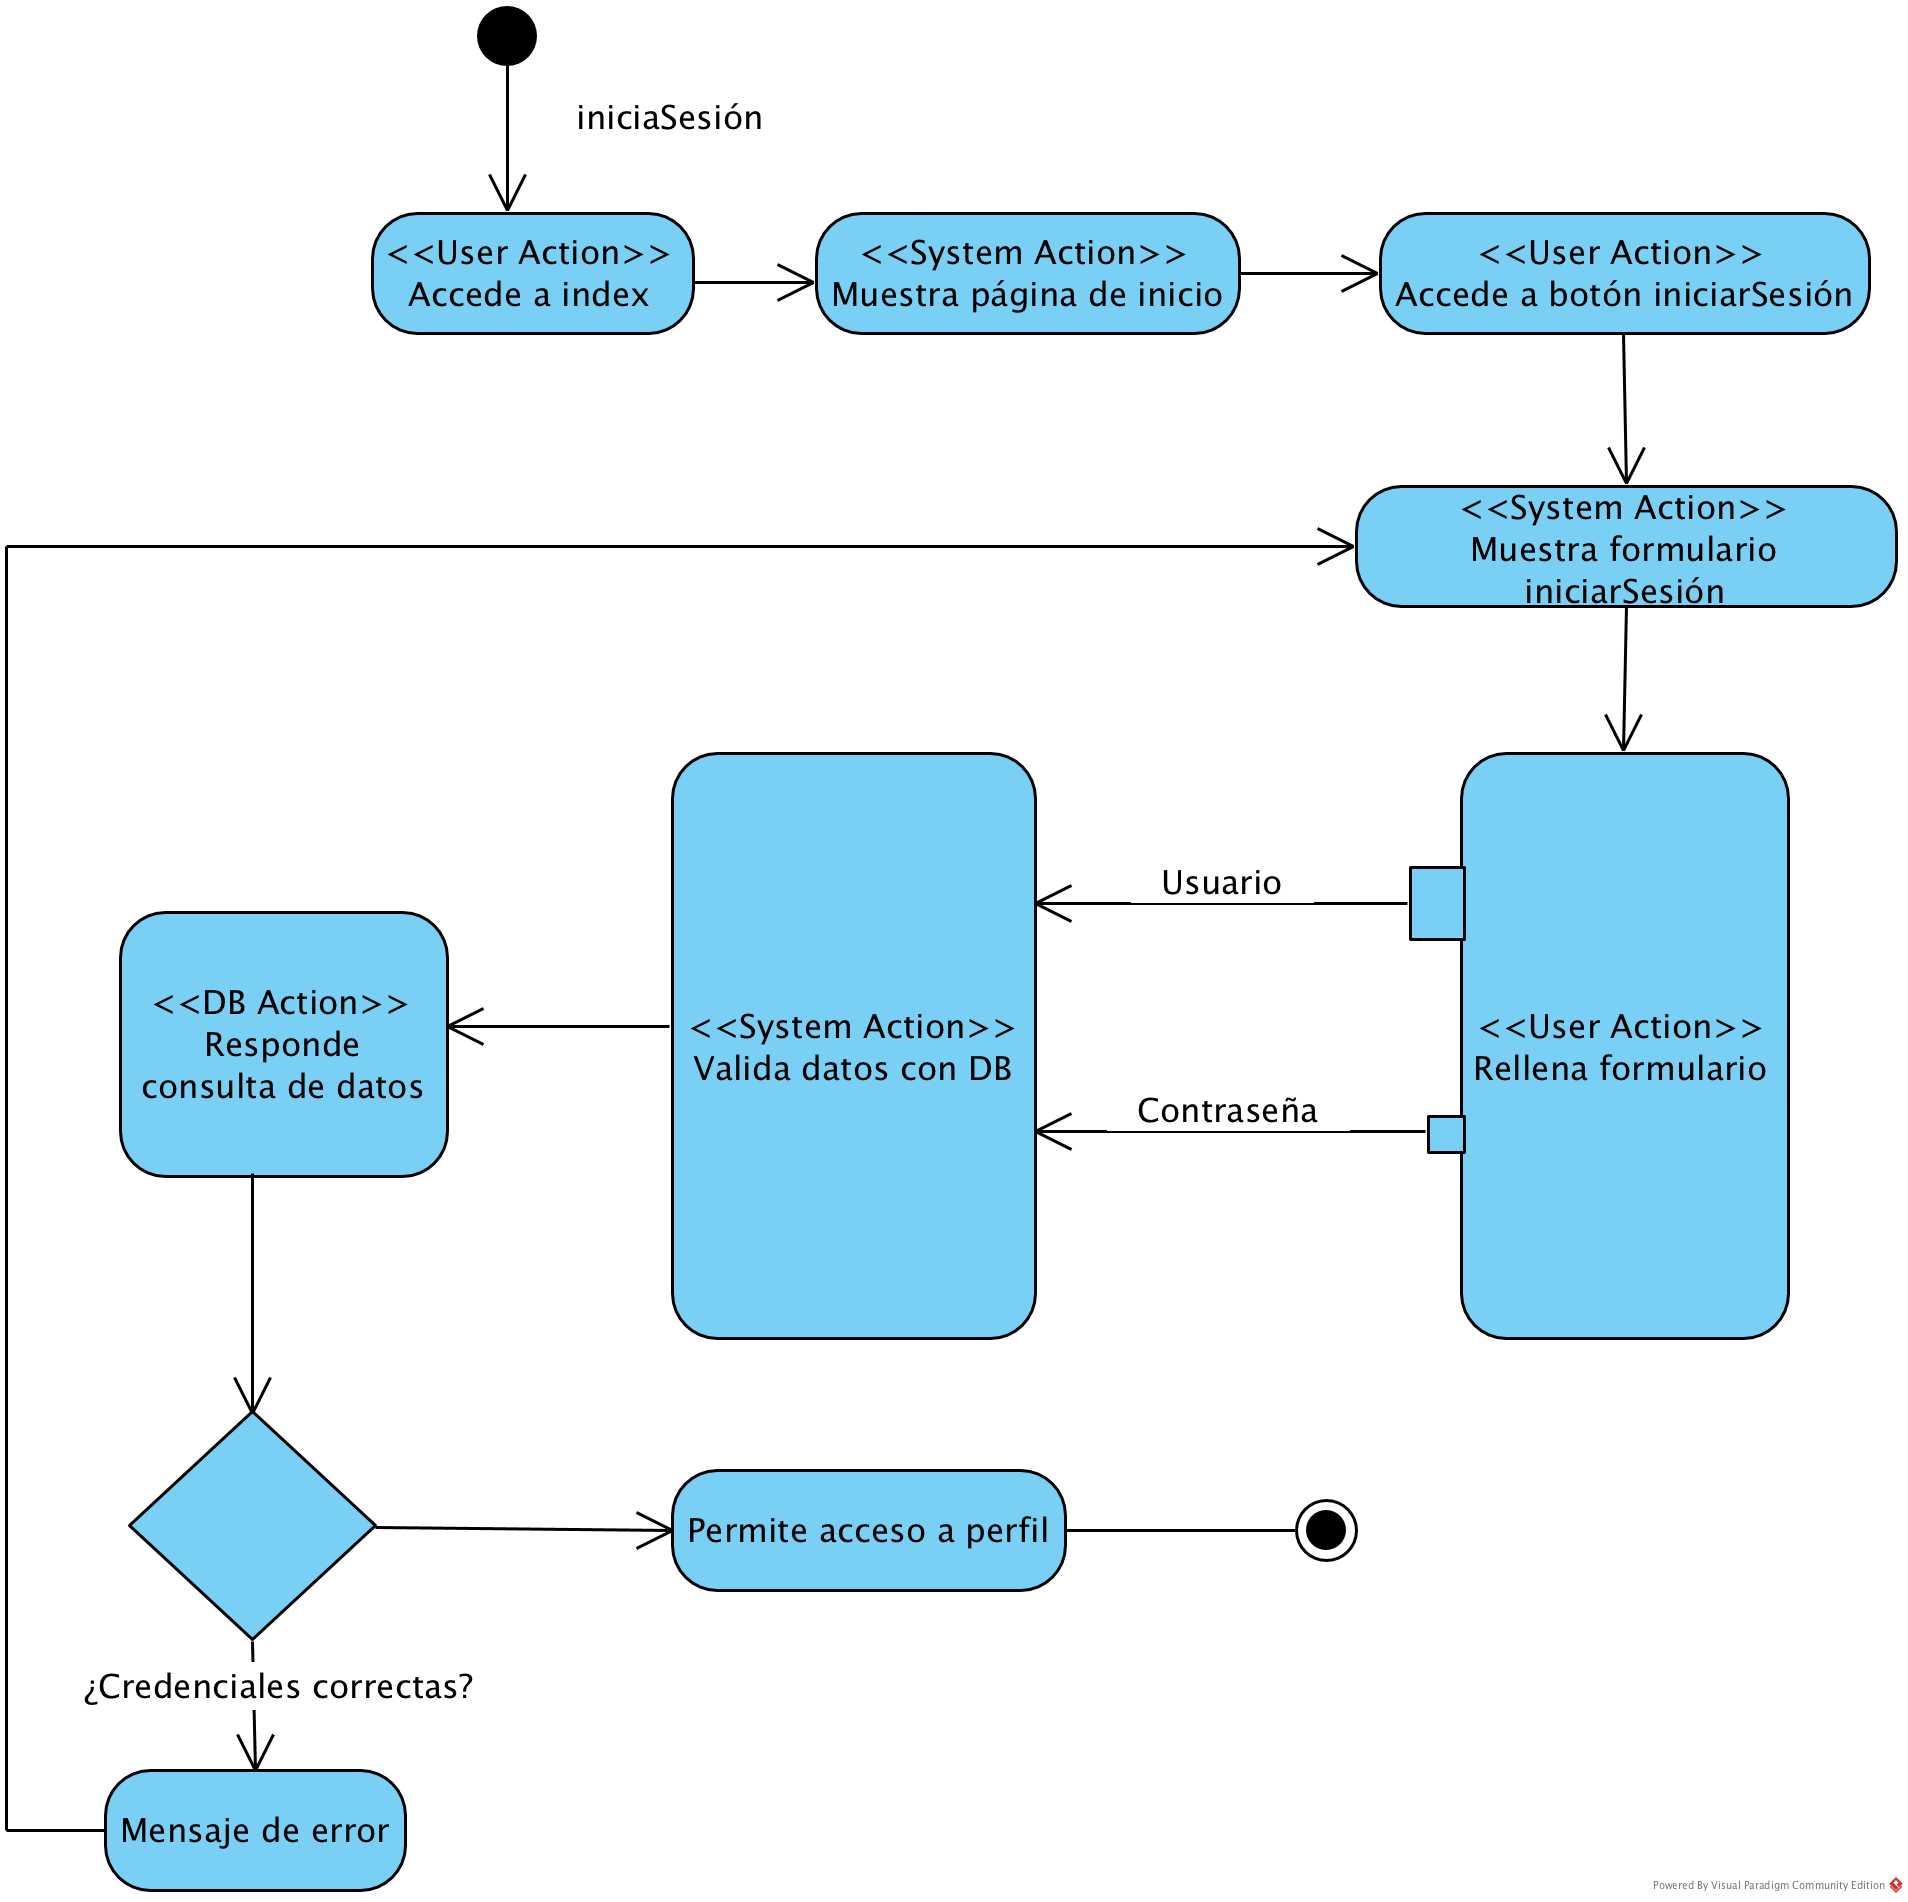 iniciaSesión
<<User Action>>
Accede a index
<<System Action>>
Muestra página de inicio
<<User Action>>
Accede a botón iniciarSesión
<<System Action>>
Muestra formulario
iniciarSesión
<<User Action>>
Rellena formulario
Usuario
Contraseña
<<System Action>>
Valida datos con DB
<<DB Action>>
Responde
consulta de datos
¿Credenciales correctas?
Permite acceso a perfil
Mensaje de error
Powered By Visual Paradigm Community Edition